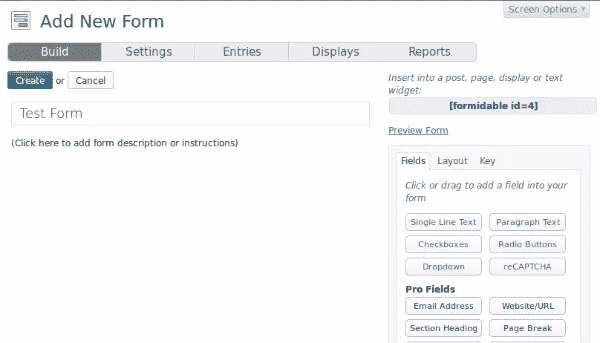 Screen Options
Add New Form
Build Settings Entries Displays Reports
Create or Cancel
Test Form
(Click here to add form description or instructions)
Insert into a post, page, display or text
widget:
[formidable id=4]
Preview Form
Fields Layout Key
Click or drag to add a field into your
form
Single Line Text Paragraph Text
Checkboxes Radio Buttons
Dropdown reCAPTCHA
Pro Fields
Email Address Website/URL
Section Heading Page Break